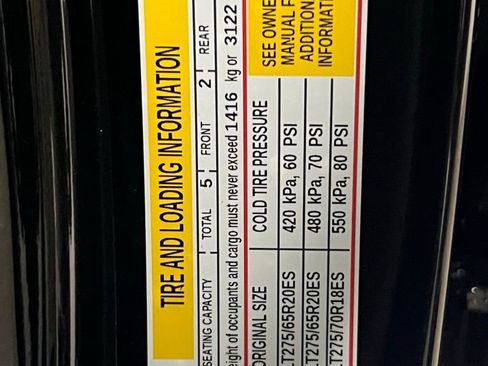 TIRE AND LOADING INFORMATION
SEATING CAPACITY TOTAL 5 FRONT 2 REAR
eight of occupants and cargo must never exceed 1416 kg or 3122
ORIGINAL SIZE COLD TIRE PRESSURE
LT275/65R20ES 420 kPa, 60 PSI
LT275/65R20ES 480 kPa, 70 PSI
LT275/70R18ES 550 kPa, 80 PSI
SEE OWNE
MANUAL F
ADDITION
INFORMATI